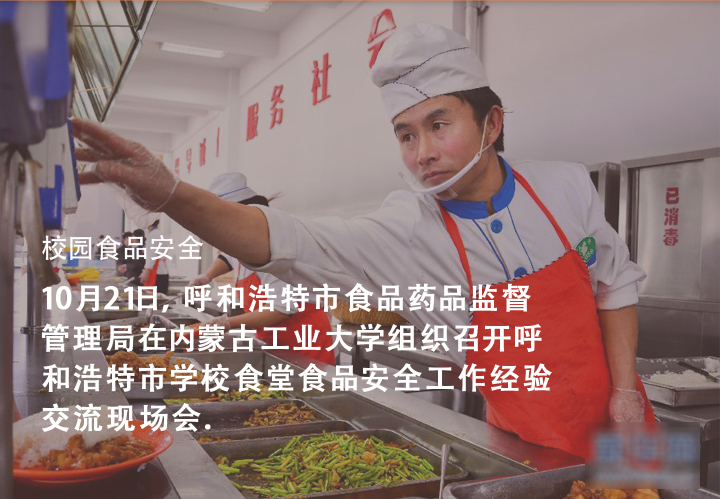 服务社会
已消毒
校园食品安全
10月21日, 呼和浩特市食品药品监督
管理局在内蒙古工业大学组织召开呼
和浩特市学校食堂食品安全工作经验
交流现场会.